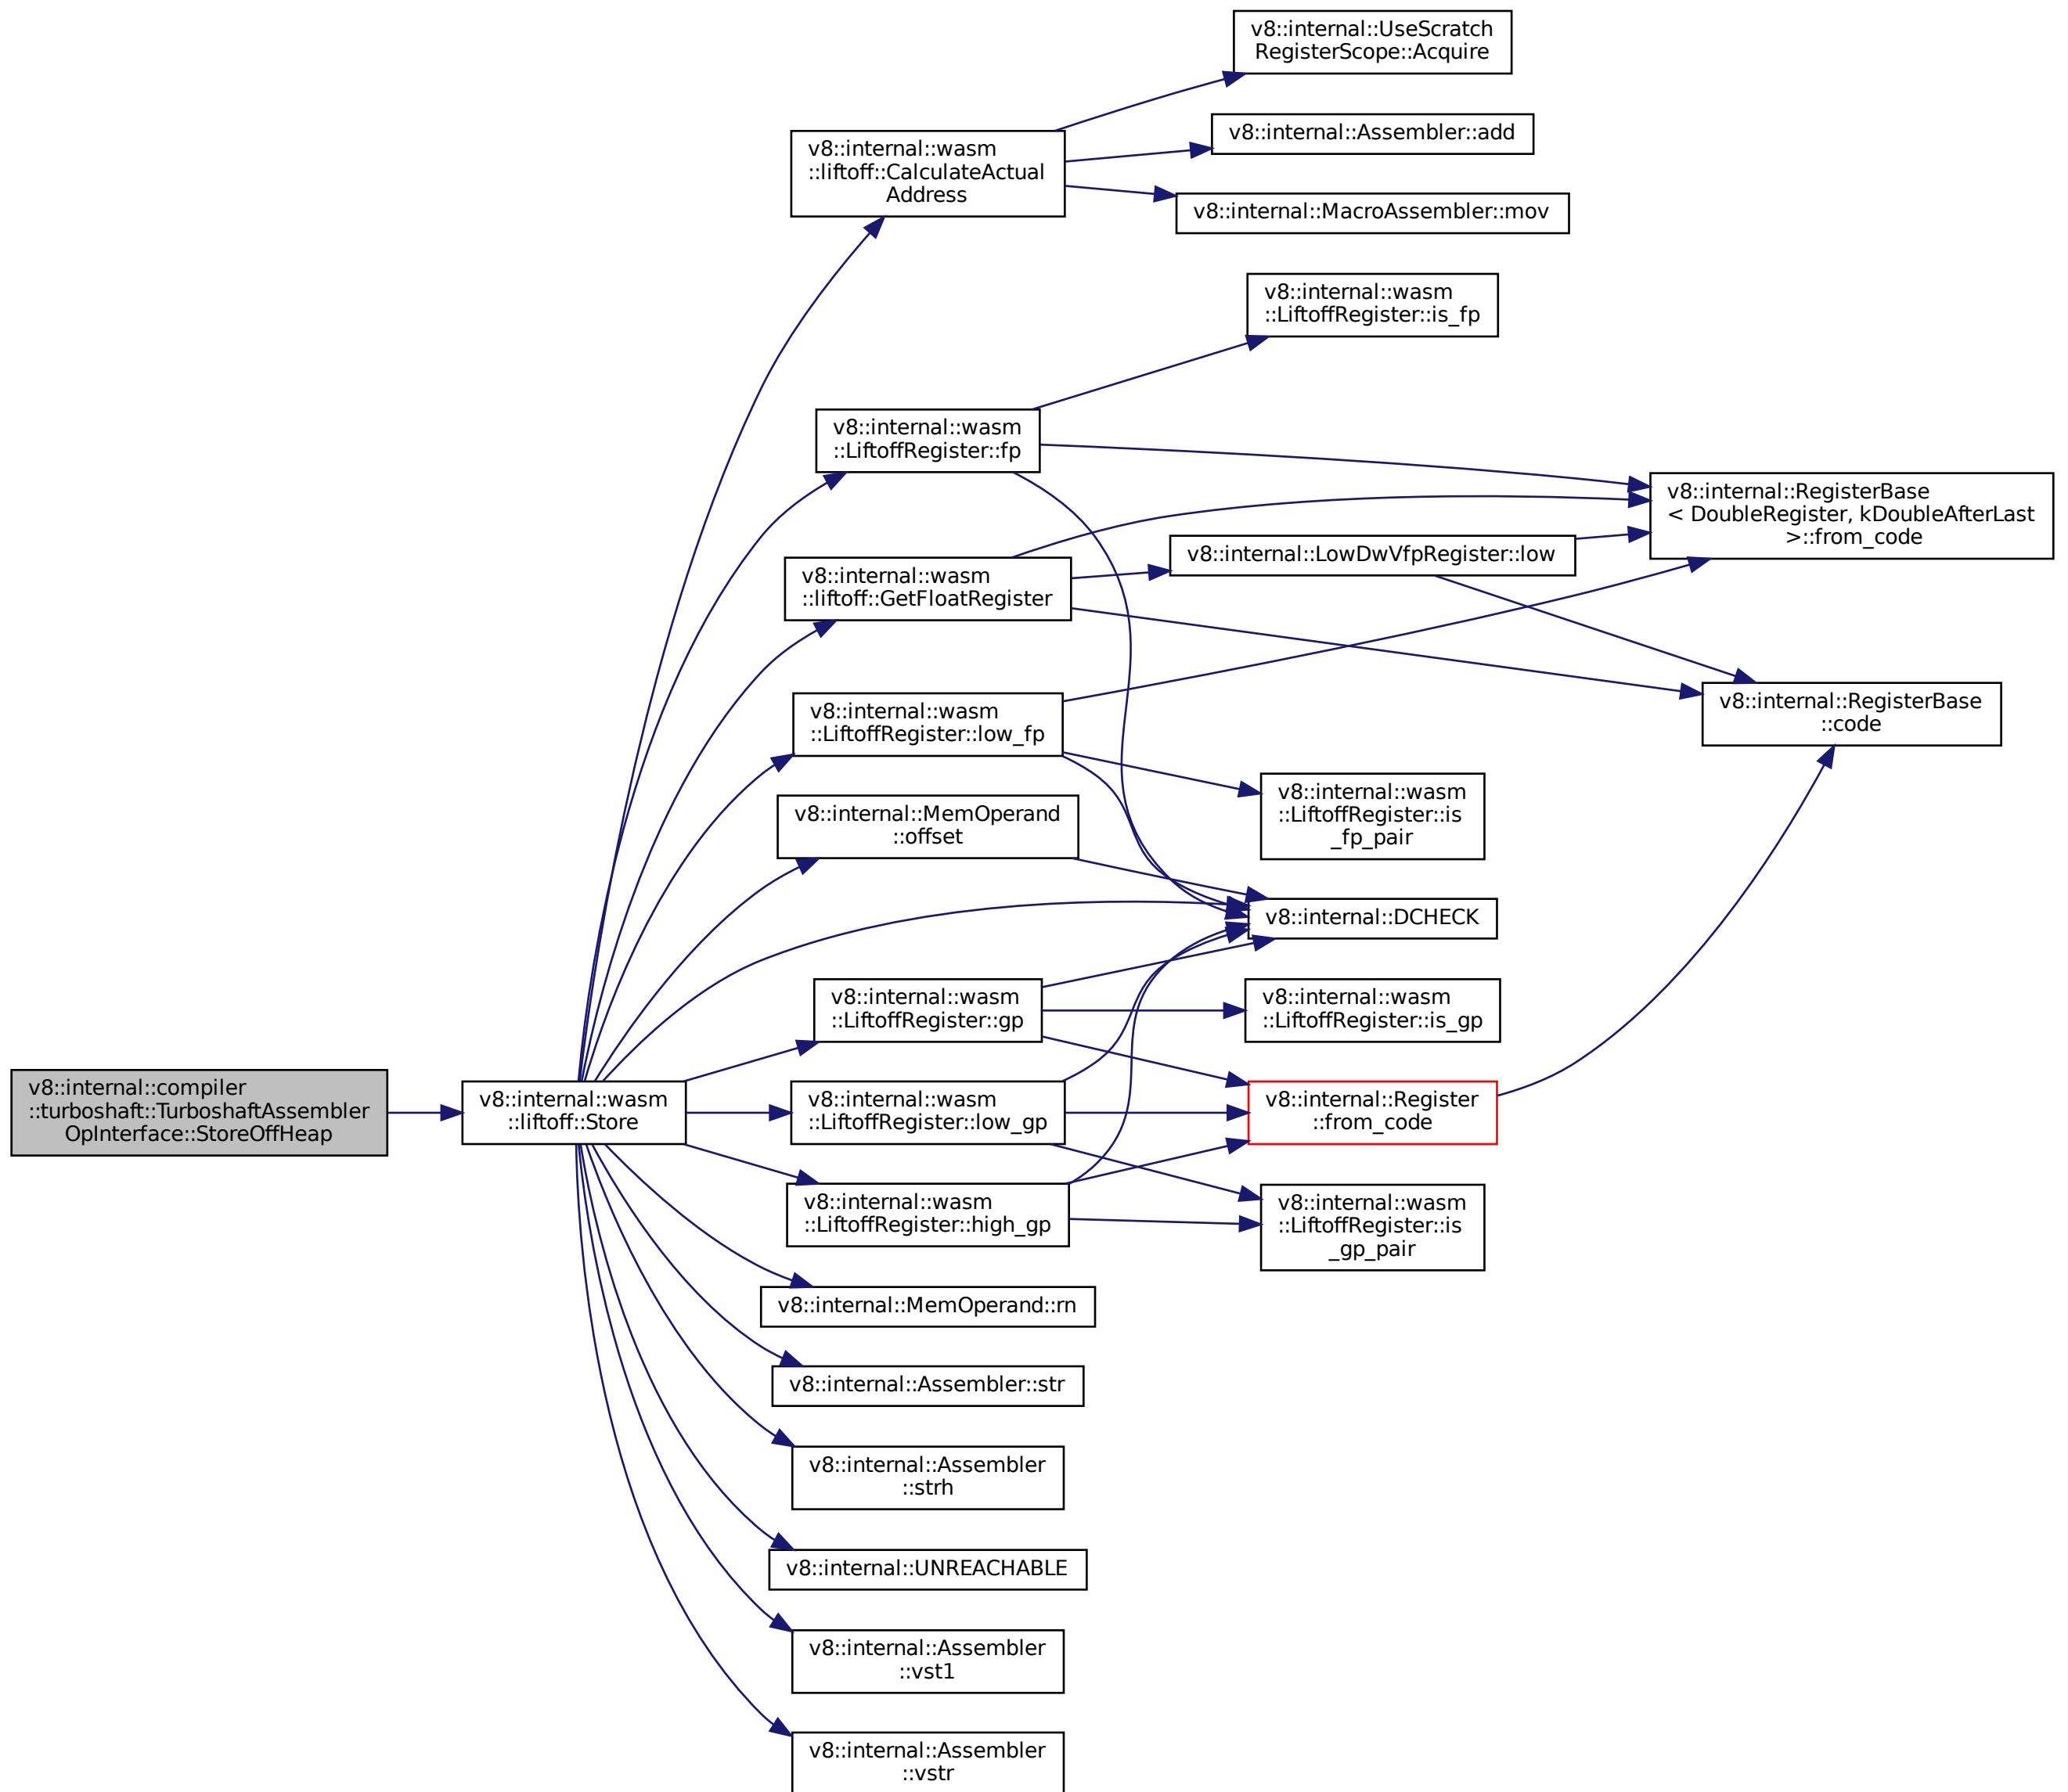 v8::internal::UseScratch
RegisterScope::Acquire
v8::internal::Assembler::add
v8::internal::wasm
::liftoff::CalculateActual
Address
v8::internal::MacroAssembler::mov
v8::internal::wasm
::LiftoffRegister::is_fp
v8::internal::wasm
::LiftoffRegister::fp
v8::internal::RegisterBase
< DoubleRegister, kDoubleAfterLast
>::from_code
v8::internal::LowDwVfpRegister::low
v8::internal::wasm
::liftoff::GetFloatRegister
v8::internal::wasm
::LiftoffRegister::low_fp
v8::internal::RegisterBase
::code
v8::internal::wasm
::LiftoffRegister::is
_fp_pair
v8::internal::MemOperand
::offset
v8::internal::DCHECK
v8::internal::wasm
::LiftoffRegister::gp
v8::internal::wasm
::LiftoffRegister::is_gp
v8::internal::compiler
::turboshaft::TurboshaftAssembler
OpInterface::StoreOffHeap
v8::internal::wasm
::liftoff::Store
v8::internal::wasm
::LiftoffRegister::low_gp
v8::internal::Register
::from_code
v8::internal::wasm
::LiftoffRegister::high_gp
v8::internal::wasm
::LiftoffRegister::is
_gp_pair
v8::internal::MemOperand::rn
v8::internal::Assembler::str
v8::internal::Assembler
::strh
v8::internal::UNREACHABLE
v8::internal::Assembler
::vst1
v8::internal::Assembler
::vstr